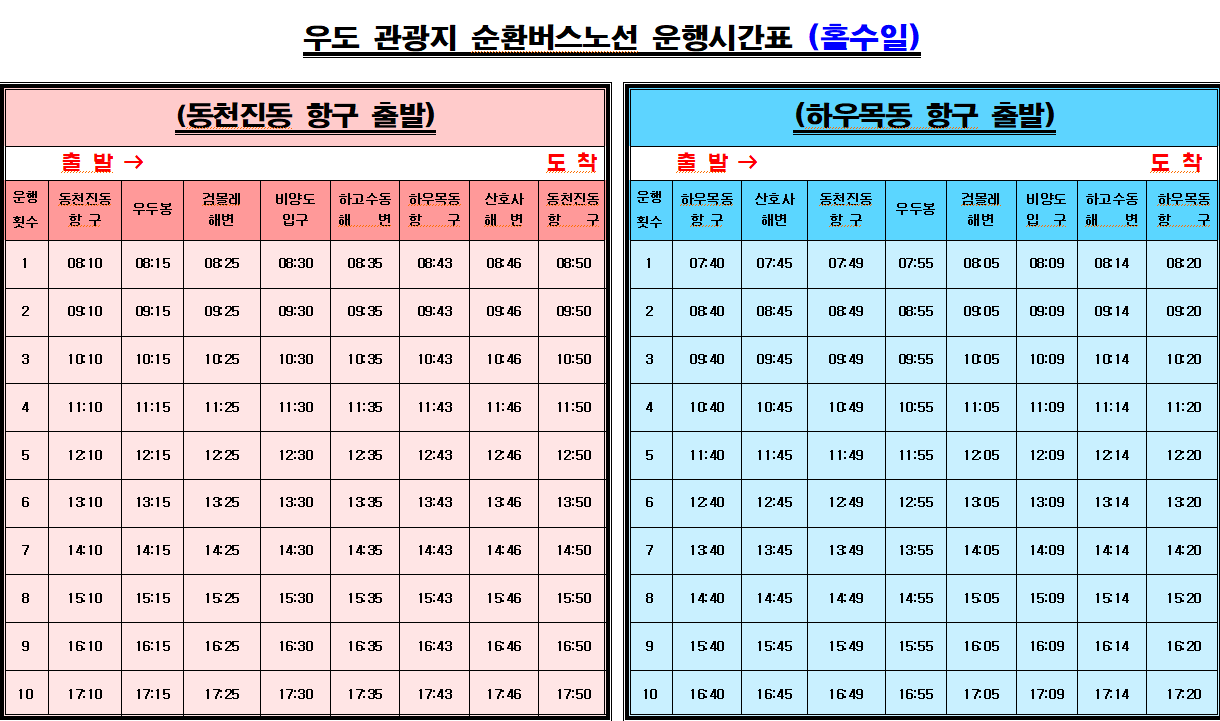 우도 관광지 순환버스노선 운행시간표 (홀수일)
(동천진동 항구 출발)
출 발 → 도 착
운행횟수 동천진동항 구 우두봉 검몰레해변 비양도입구 하고수동해 변 하우목동항 구 산호사해변 동천진동항 구
1 08:10 08:15 08:25 08:30 08:35 08:43 08:46 08:50
2 09:10 09:15 09:25 09:30 09:35 09:43 09:46 09:50
3 10:10 10:15 10:25 10:30 10:35 10:43 10:46 10:50
4 11:10 11:15 11:25 11:30 11:35 11:43 11:46 11:50
5 12:10 12:15 12:25 12:30 12:35 12:43 12:46 12:50
6 13:10 13:15 13:25 13:30 13:35 13:43 13:46 13:50
7 14:10 14:15 14:25 14:30 14:35 14:43 14:46 14:50
8 15:10 15:15 15:25 15:30 15:35 15:43 15:46 15:50
9 16:10 16:15 16:25 16:30 16:35 16:43 16:46 16:50
10 17:10 17:15 17:25 17:30 17:35 17:43 17:46 17:50
(하우목동 항구 출발)
출 발 → 도 착
운행횟수 하우목동항 구 산호사해변 동천진동항 구 우두봉 검몰레해변 비양도입 구 하고수동해 변 하우목동항 구
1 07:40 07:45 07:49 07:55 08:05 08:09 08:14 08:20
2 08:40 08:45 08:49 08:55 09:05 09:09 09:14 09:20
3 09:40 09:45 09:49 09:55 10:05 10:09 10:14 10:20
4 10:40 10:45 10:49 10:55 11:05 11:09 11:14 11:20
5 11:40 11:45 11:49 11:55 12:05 12:09 12:14 12:20
6 12:40 12:45 12:49 12:55 13:05 13:09 13:14 13:20
7 13:40 13:45 13:49 13:55 14:05 14:09 14:14 14:20
8 14:40 14:45 14:49 14:55 15:05 15:09 15:14 15:20
9 15:40 15:45 15:49 15:55 16:05 16:09 16:14 16:20
10 16:40 16:45 16:49 16:55 17:05 17:09 17:14 17:20